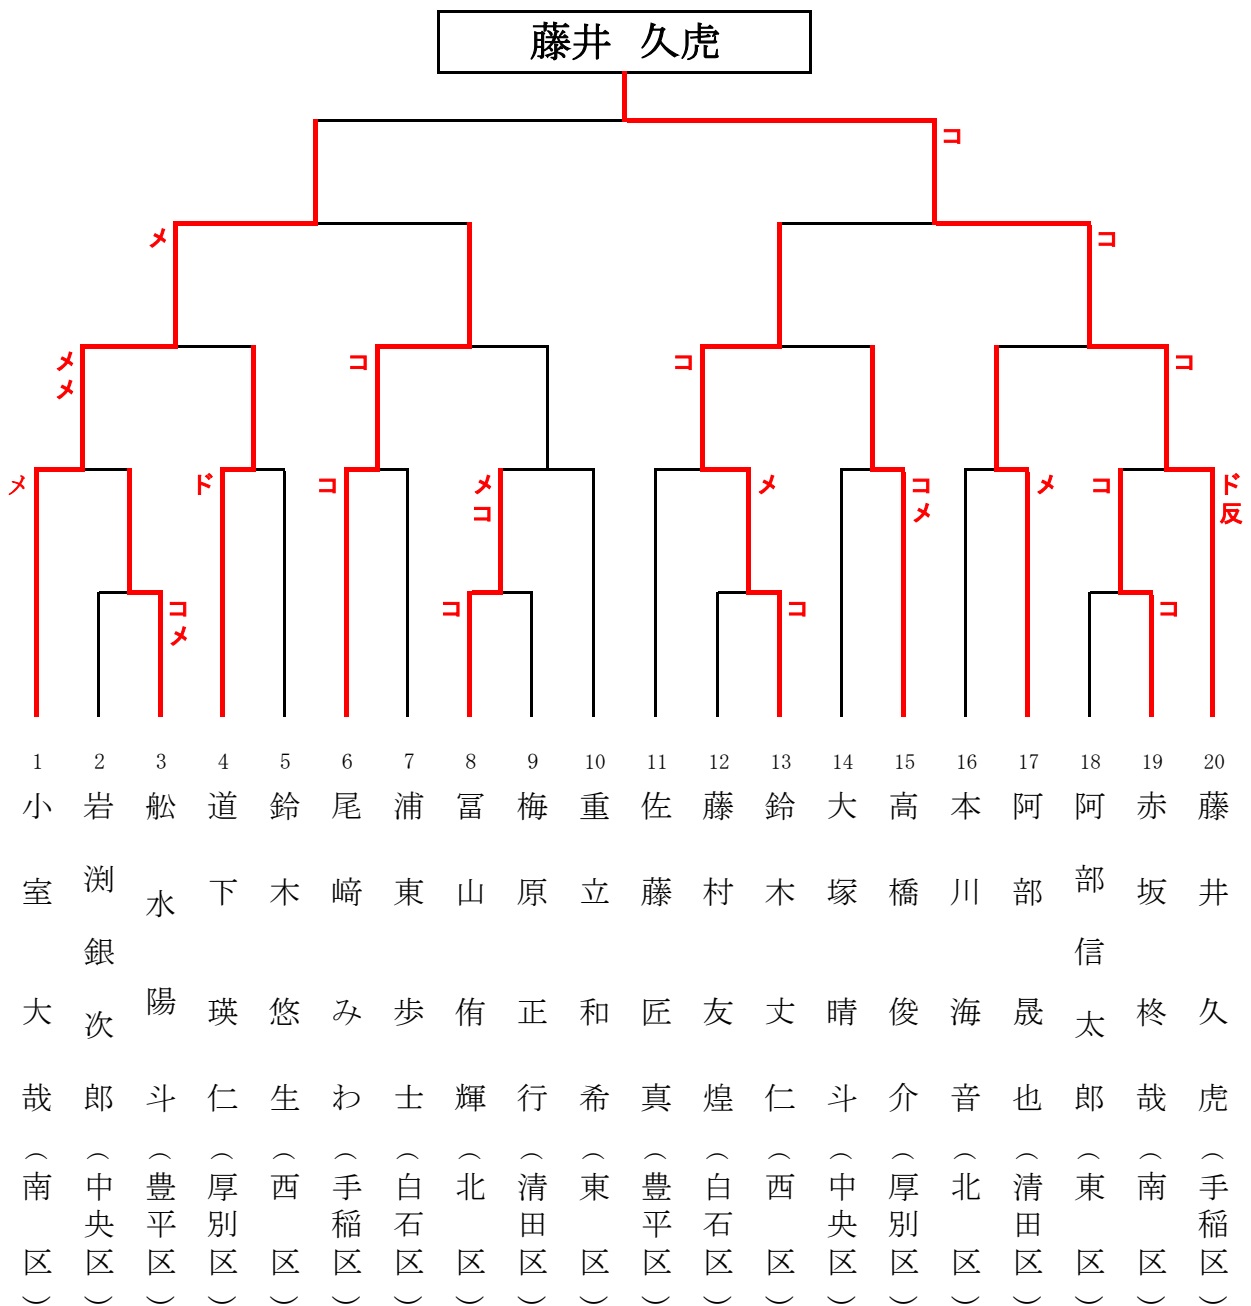 藤井　久虎
コ
メ
コ
メ
メ
コ
コ
コ
メ
ド
コ
メ
コ
メ
コ
メ
メ
コ
ド
反
コ
メ
コ
コ
コ
1
小室大哉（南区）
2
岩渕銀次郎（中央区）
3
舩水陽斗（豊平区）
4
道下瑛仁（厚別区）
5
鈴木悠生（西区）
6
尾﨑みわ（手稲区）
7
浦東歩士（白石区）
8
冨山侑輝（北区）
9
梅原正行（清田区）
10
重立和希（東区）
11
佐藤匠真（豊平区）
12
藤村友煌（白石区）
13
鈴木丈仁（西区）
14
大塚晴斗（中央区）
15
高橋俊介（厚別区）
16
本川海音（北区）
17
阿部晟也（清田区）
18
阿部信太郎（東区）
19
赤坂柊哉（南区）
20
藤井久虎（手稲区）